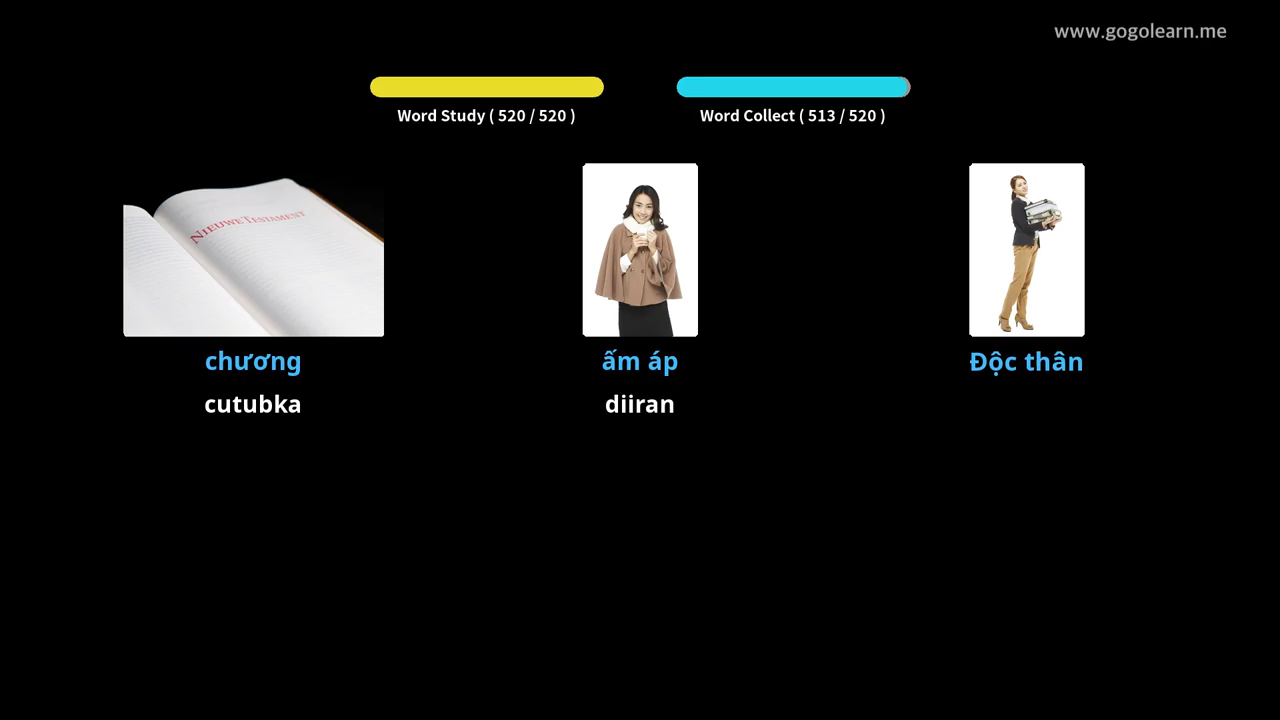 www.gogolearn.me
Word Study ( 520 / 520 )
Word Collect ( 513 / 520 )
NIEUWE TESTAMENT
chương
ấm áp
Độc thân
cutubka
diiran